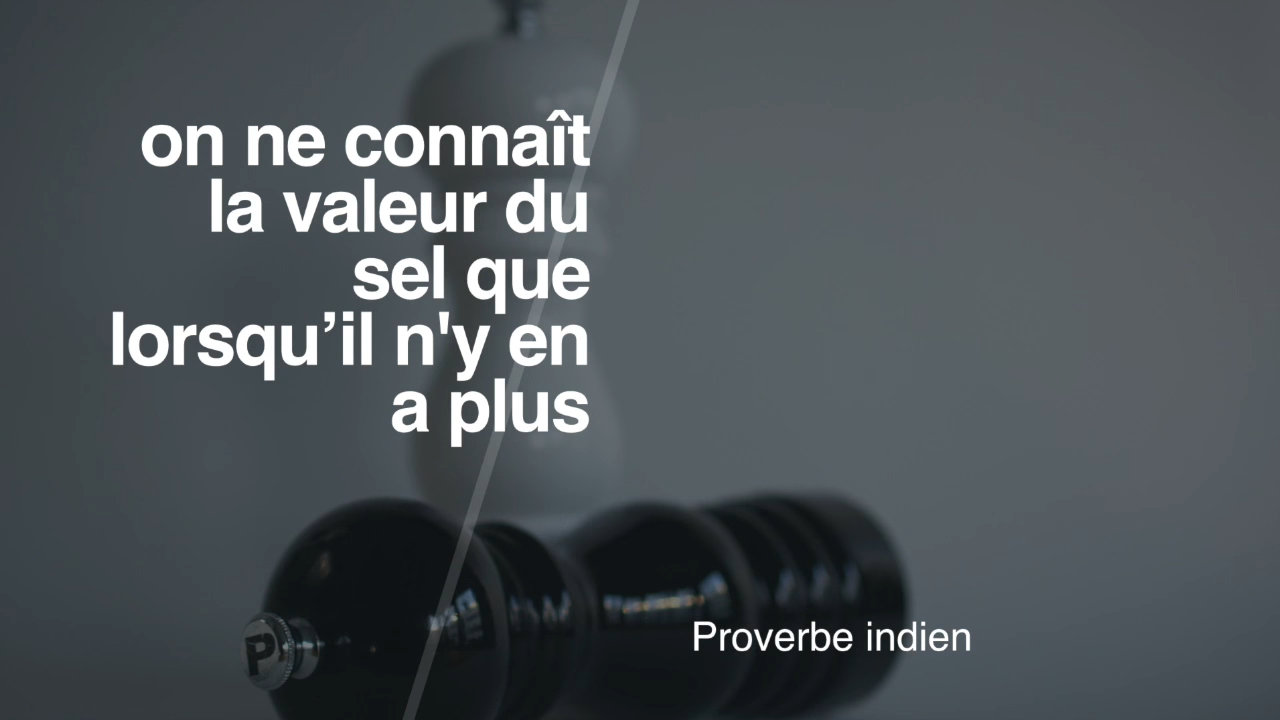 on ne connaît
la valeur du
sel que
lorsqu’il n'y en
a plus
P
Proverbe indien